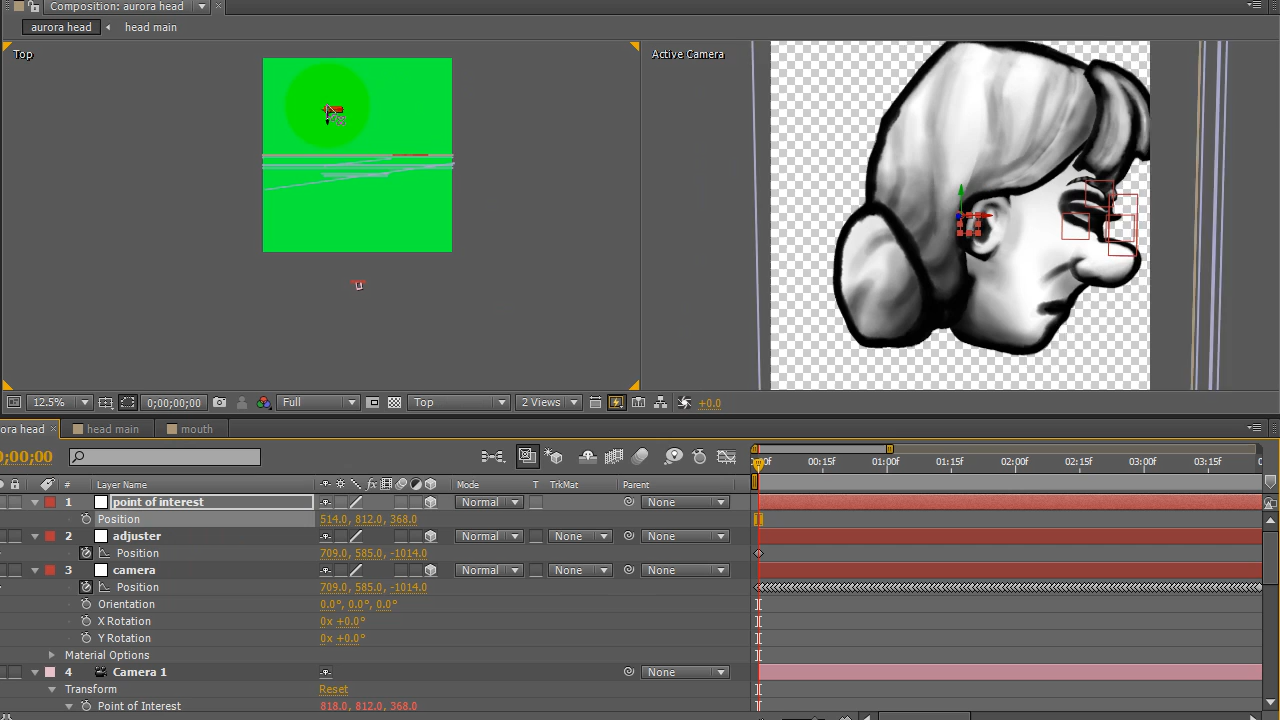 Composition: aurora head
aurora head head main
Top
Active Camera
12.5% 0;00;00;00 Full Top 2 Views +0.0
ora head head main mouth
0;00;00
:00f 00:15f 01:00f 01:15f 02:00f 02:15f 03:00f 03:15f 0
# Layer Name Mode T TrkMat Parent
1 point of interest Normal None
Position 514.0, 812.0, 368.0
2 adjuster Normal None None
Position 709.0, 585.0, -1014.0
3 camera Normal None None
Position 709.0, 585.0, -1014.0
Orientation 0.0°, 0.0°, 0.0°
X Rotation 0x +0.0°
Y Rotation 0x +0.0°
Material Options
4 Camera 1 None
Transform Reset
Point of Interest 818.0, 812.0, 368.0